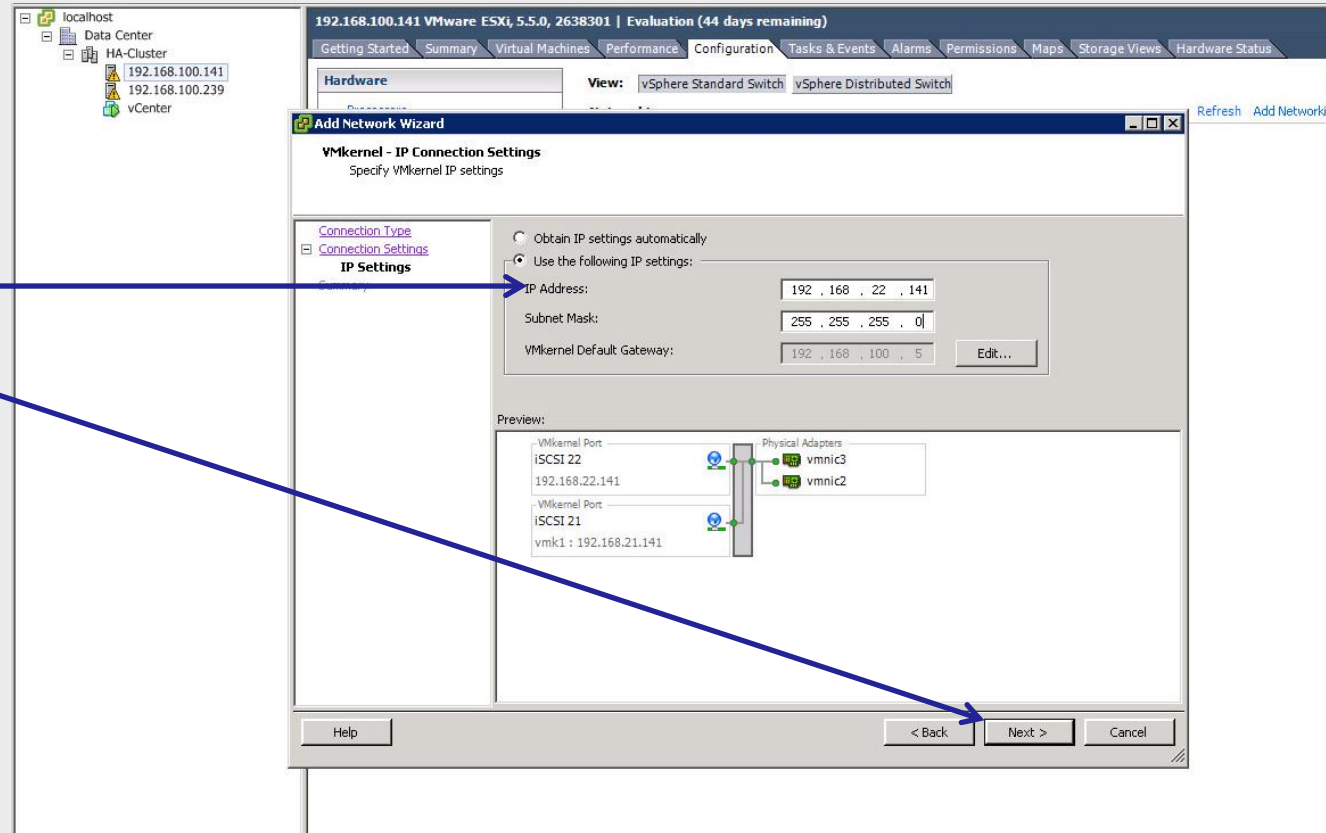 localhost
Data Center
HA-Cluster
192.168.100.141
192.168.100.239
vCenter
192.168.100.141 VMware ESXi, 5.5.0, 2638301 | Evaluation (44 days remaining)
Getting Started Summary Virtual Machines Performance Configuration Tasks & Events Alarms Permissions Maps Storage Views Hardware Status
Hardware
View: vSphere Standard Switch vSphere Distributed Switch
Refresh Add Networki
Add Network Wizard
VMkernel - IP Connection Settings
Specify VMkernel IP settings
Connection Type
Connection Settings
IP Settings
Summary
Obtain IP settings automatically
Use the following IP settings:
IP Address: 192 . 168 . 22 . 141
Subnet Mask: 255 . 255 . 255 . 0
VMkernel Default Gateway: 192 . 168 . 100 . 5 Edit...
Preview:
VMkernel Port
iSCSI 22
192.168.22.141
VMkernel Port
iSCSI 21
vmk1 : 192.168.21.141
Physical Adapters
vmnic3
vmnic2
Help < Back Next > Cancel